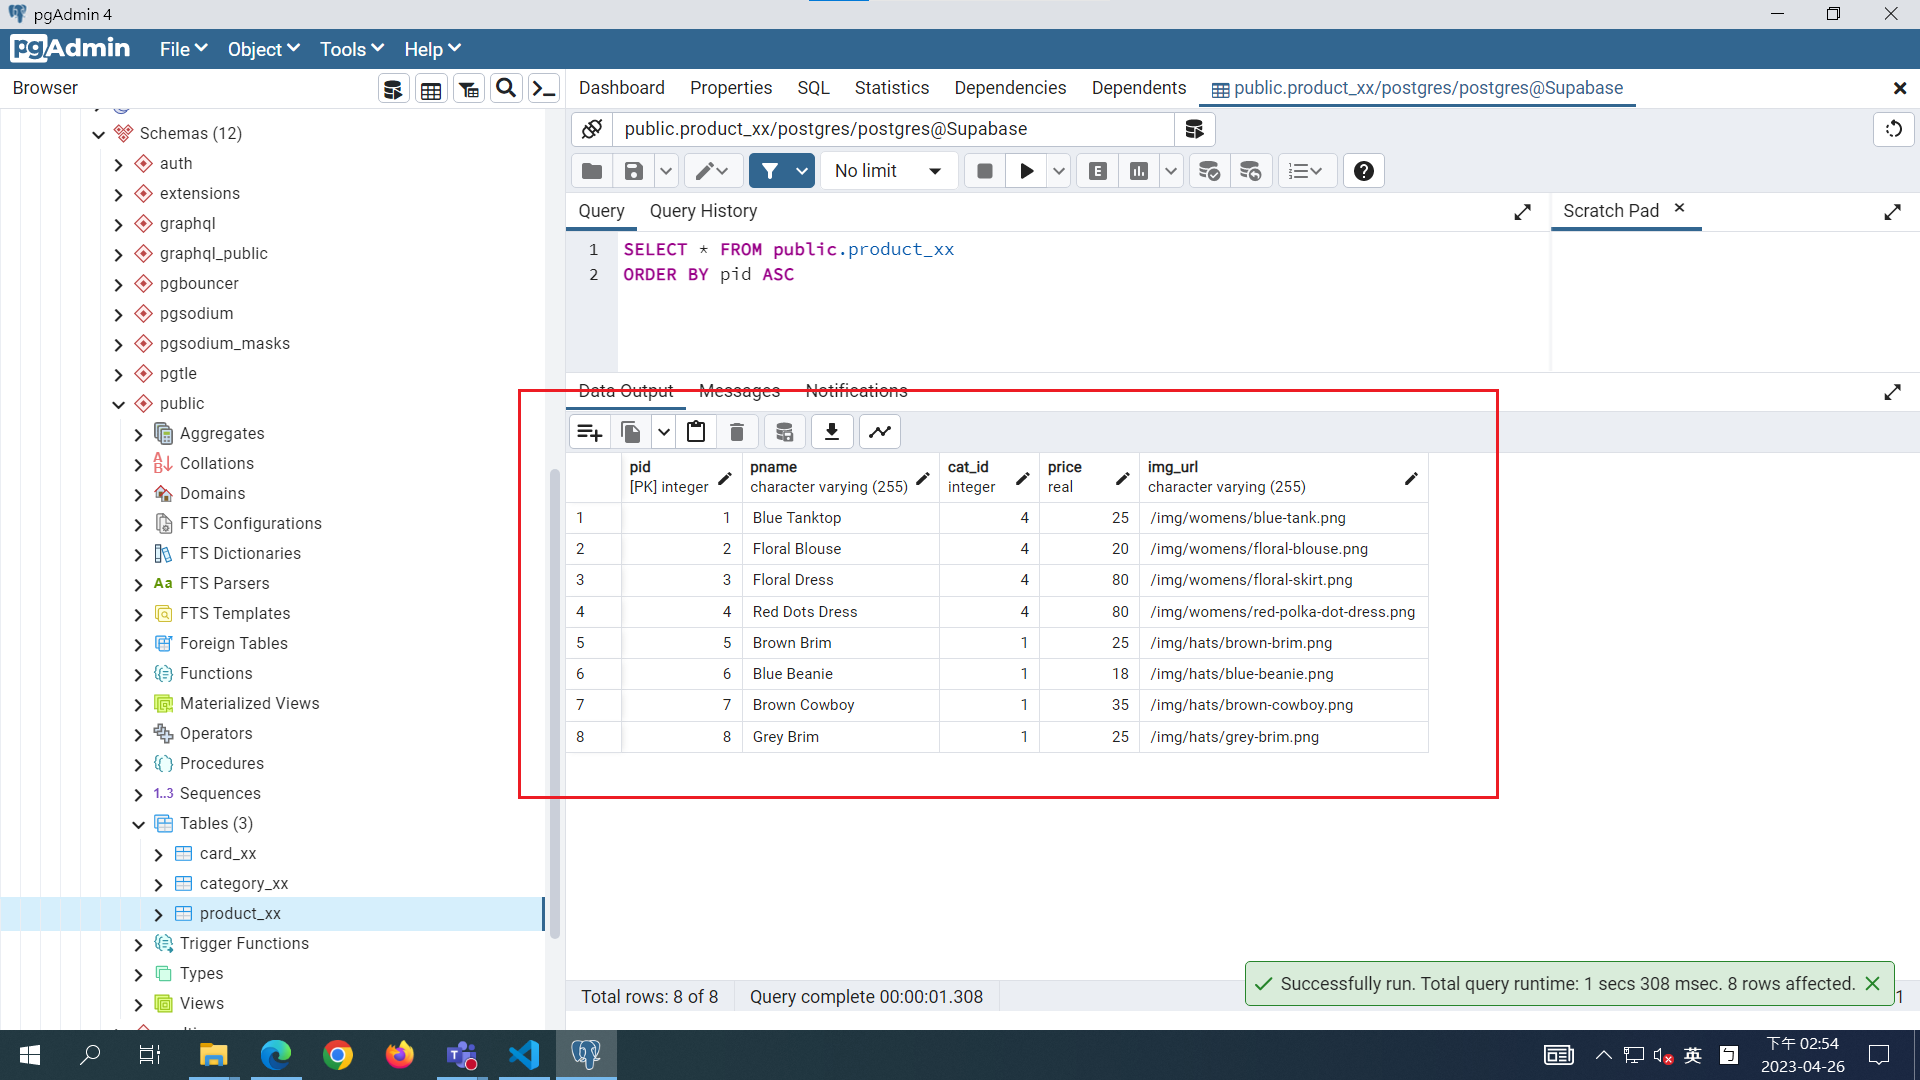 pgAdmin 4
pgAdmin File Object Tools Help
Browser
Dashboard Properties SQL Statistics Dependencies Dependents public.product_xx/postgres/postgres@Supabase
Schemas (12)
auth
extensions
graphql
graphql_public
pgbouncer
pgsodium
pgsodium_masks
pgtle
public
Aggregates
Collations
Domains
FTS Configurations
FTS Dictionaries
Aa FTS Parsers
FTS Templates
Foreign Tables
Functions
Materialized Views
Operators
Procedures
1..3 Sequences
Tables (3)
card_xx
category_xx
product_xx
Trigger Functions
Types
Views
public.product_xx/postgres/postgres@Supabase
No limit E
Query Query History
Scratch Pad
1 SELECT * FROM public.product_xx
2 ORDER BY pid ASC
Data Output Messages Notifications
pid pname cat_id price img_url
[PK] integer character varying (255) integer real character varying (255)
1 1 Blue Tanktop 4 25 /img/womens/blue-tank.png
2 2 Floral Blouse 4 20 /img/womens/floral-blouse.png
3 3 Floral Dress 4 80 /img/womens/floral-skirt.png
4 4 Red Dots Dress 4 80 /img/womens/red-polka-dot-dress.png
5 5 Brown Brim 1 25 /img/hats/brown-brim.png
6 6 Blue Beanie 1 18 /img/hats/blue-beanie.png
7 7 Brown Cowboy 1 35 /img/hats/brown-cowboy.png
8 8 Grey Brim 1 25 /img/hats/grey-brim.png
Successfully run. Total query runtime: 1 secs 308 msec. 8 rows affected.
Total rows: 8 of 8 Query complete 00:00:01.308 1
英 ㄅ
下午 02:54
2023-04-26